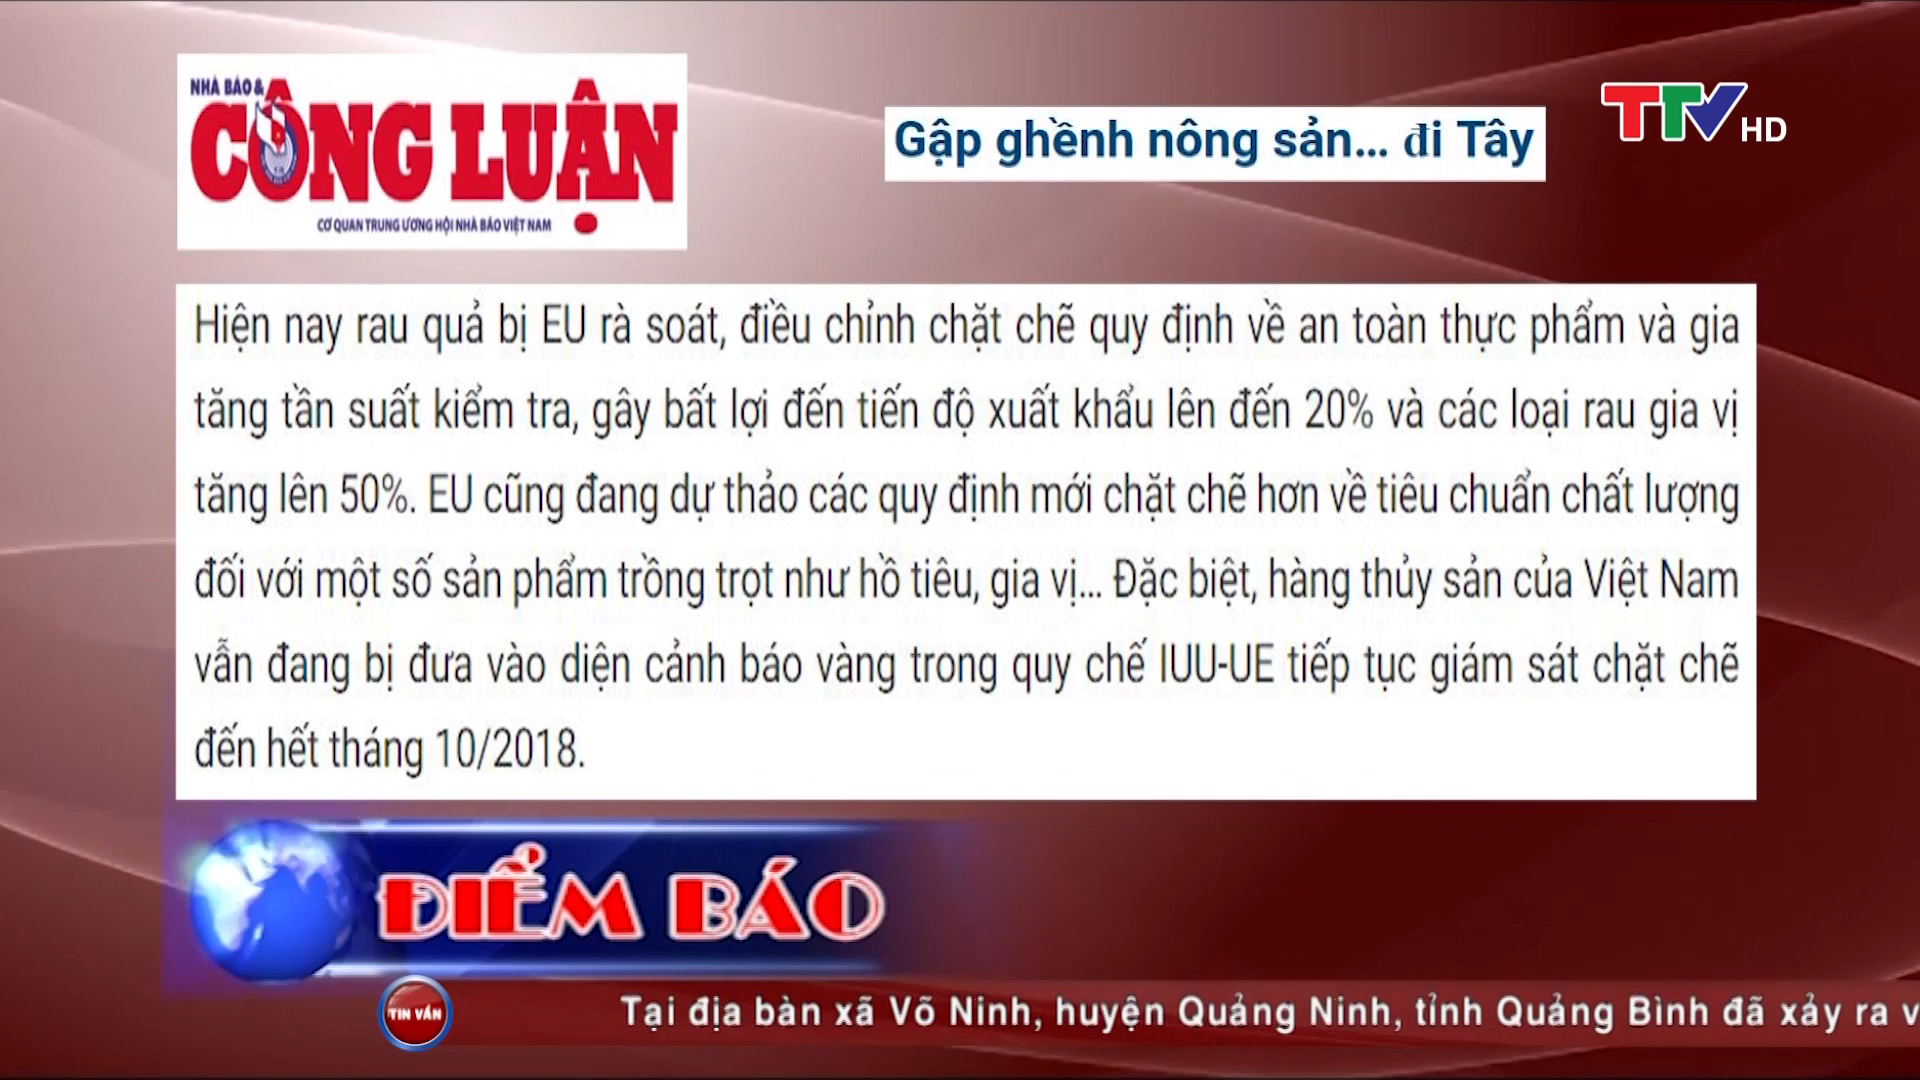 NHÀ BÁO &
CÔNG LUẬN
CƠ QUAN TRUNG ƯƠNG HỘI NHÀ BÁO VIỆT NAM
Gập ghềnh nông sản... đi Tây
TTV HD
Hiện nay rau quả bị EU rà soát, điều chỉnh chặt chẽ quy định về an toàn thực phẩm và gia
tăng tần suất kiểm tra, gây bất lợi đến tiến độ xuất khẩu lên đến 20% và các loại rau gia vị
tăng lên 50%. EU cũng đang dự thảo các quy định mới chặt chẽ hơn về tiêu chuẩn chất lượng
đối với một số sản phẩm trồng trọt như hồ tiêu, gia vị... Đặc biệt, hàng thủy sản của Việt Nam
vẫn đang bị đưa vào diện cảnh báo vàng trong quy chế IUU-UE tiếp tục giám sát chặt chẽ
đến hết tháng 10/2018.
ĐIỂM BÁO
TIN VẮN
Tại địa bàn xã Võ Ninh, huyện Quảng Ninh, tỉnh Quảng Bình đã xảy ra v